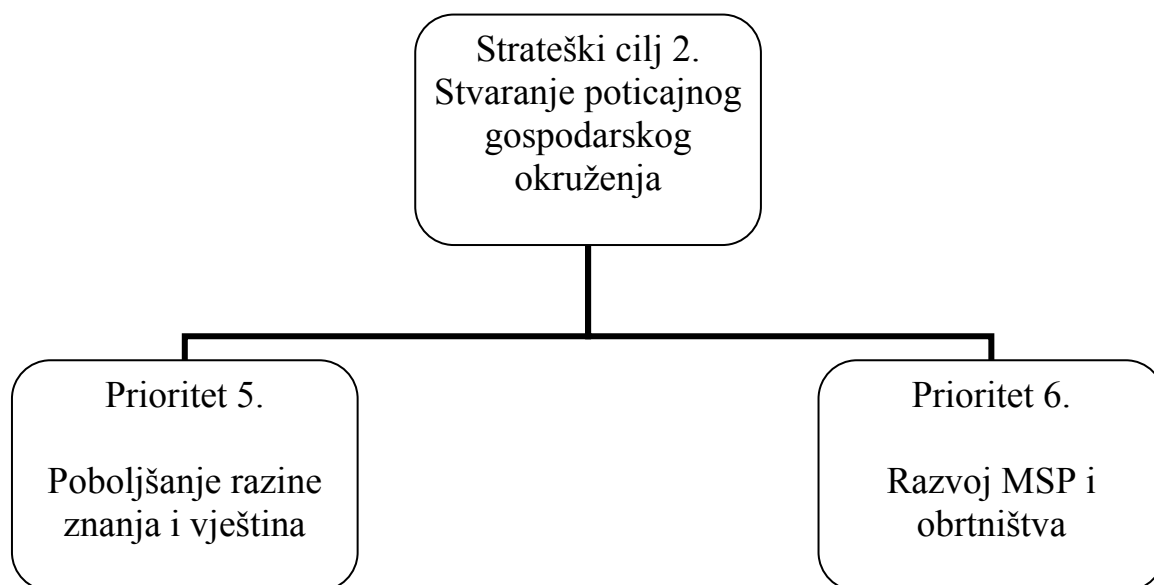 Strateški cilj 2.
Stvaranje poticajnog
gospodarskog
okruženja
Prioritet 5.
Poboljšanje razine
znanja i vještina
Prioritet 6.
Razvoj MSP i
obrtništva